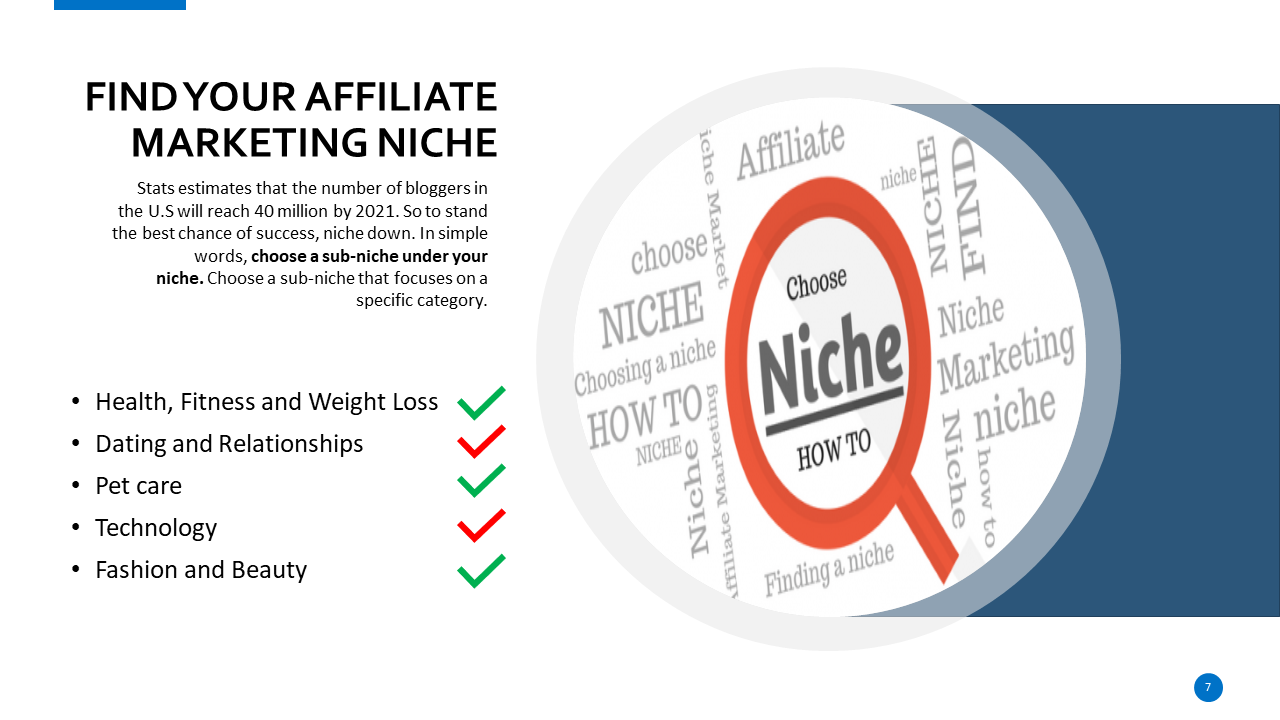 FIND YOUR AFFILIATE
MARKETING NICHE
Stats estimates that the number of bloggers in
the U.S will reach 40 million by 2021. So to stand
the best chance of success, niche down. In simple
words, choose a sub-niche under your
niche. Choose a sub-niche that focuses on a
specific category.
• Health, Fitness and Weight Loss
• Dating and Relationships
• Pet care
• Technology
• Fashion and Beauty
iche Market
Affiliate
niche
NICHE
FIND
choose
NICHE
Choosing a niche
HOW TO
NICHE
Niche
ffiliate Marketing
Choose
Niche
HOW TO
Niche
Marketing
niche
Niche
how to
Finding a niche
7